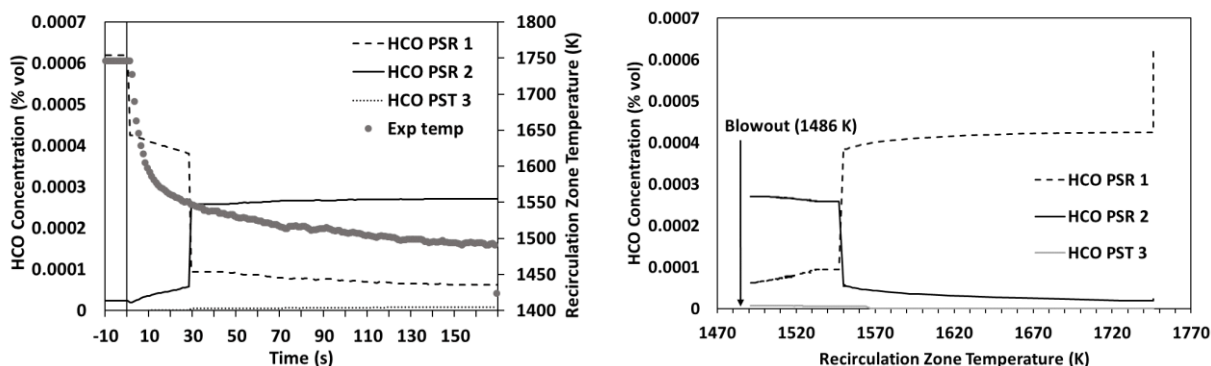 0.0007
0.0006
0.0005
0.0004
0.0003
0.0002
0.0001
0
HCO Concentration (% vol)
-10 10 30 50 70 90 110 130 150
Time (s)
1800
1750
1700
1650
1600
1550
1500
1450
1400
Recirculation Zone Temperature (K)
HCO PSR 1
HCO PSR 2
HCO PST 3
Exp temp
0.0007
0.0006
0.0005
0.0004
0.0003
0.0002
0.0001
0
HCO Concentration (% vol)
Blowout (1486 K)
HCO PSR 1
HCO PSR 2
HCO PST 3
1470 1520 1570 1620 1670 1720 1770
Recirculation Zone Temperature (K)